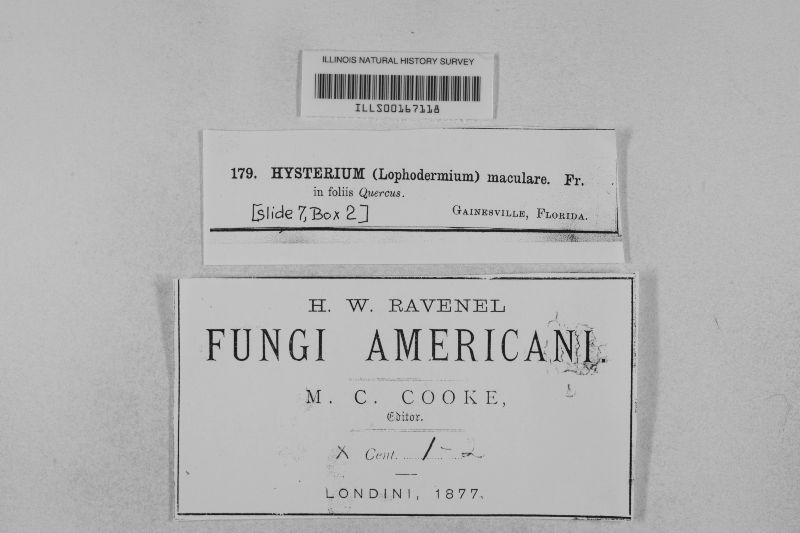 ILLINOIS NATURAL HISTORY SURVEY
ILLS00167118
179. HYSTERIUM (Lophodermium) maculare. Fr.
in foliis Quercus.
[slide 7, Box 2] GAINESVILLE, FLORIDA.
H. W. RAVENEL
FUNGI AMERICANI.
M. C. COOKE,
Editor.
X Cent. 1-2
LONDINI, 1877.